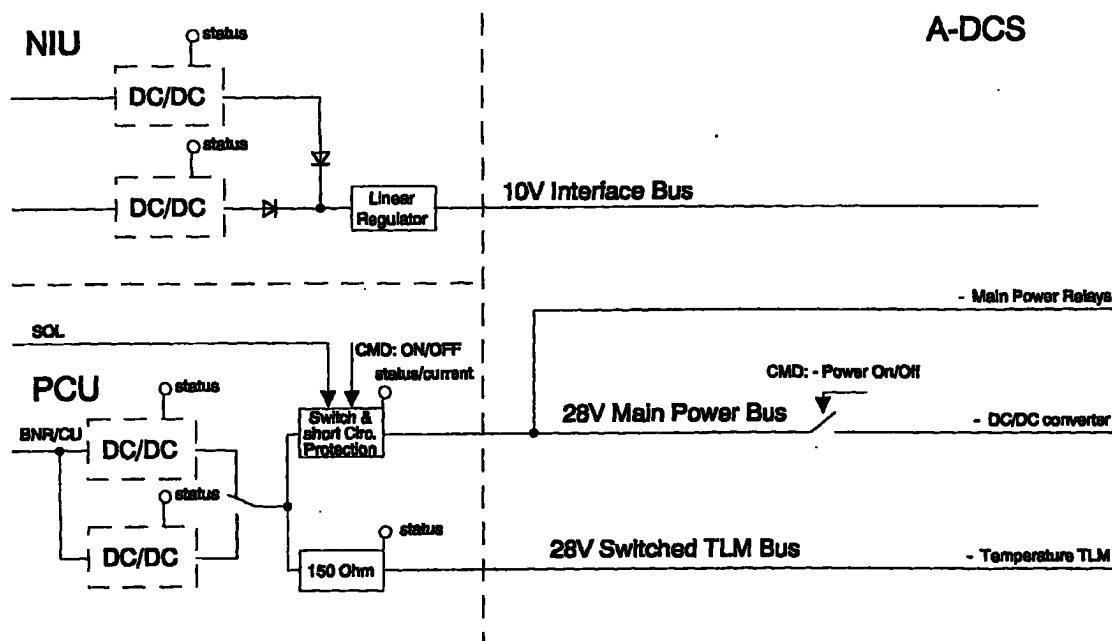 NIU
A-DCS
status
DC/DC
status
DC/DC
Linear
Regulator
10V Interface Bus
- Main Power Relays
SOL
CMD: ON/OFF
status/current
CMD: - Power On/Off
PCU
status
Switch &
short Circ.
Protection
28V Main Power Bus
- DC/DC converter
BNR/CU
DC/DC
status
status
DC/DC
150 Ohm
28V Switched TLM Bus
- Temperature TLM